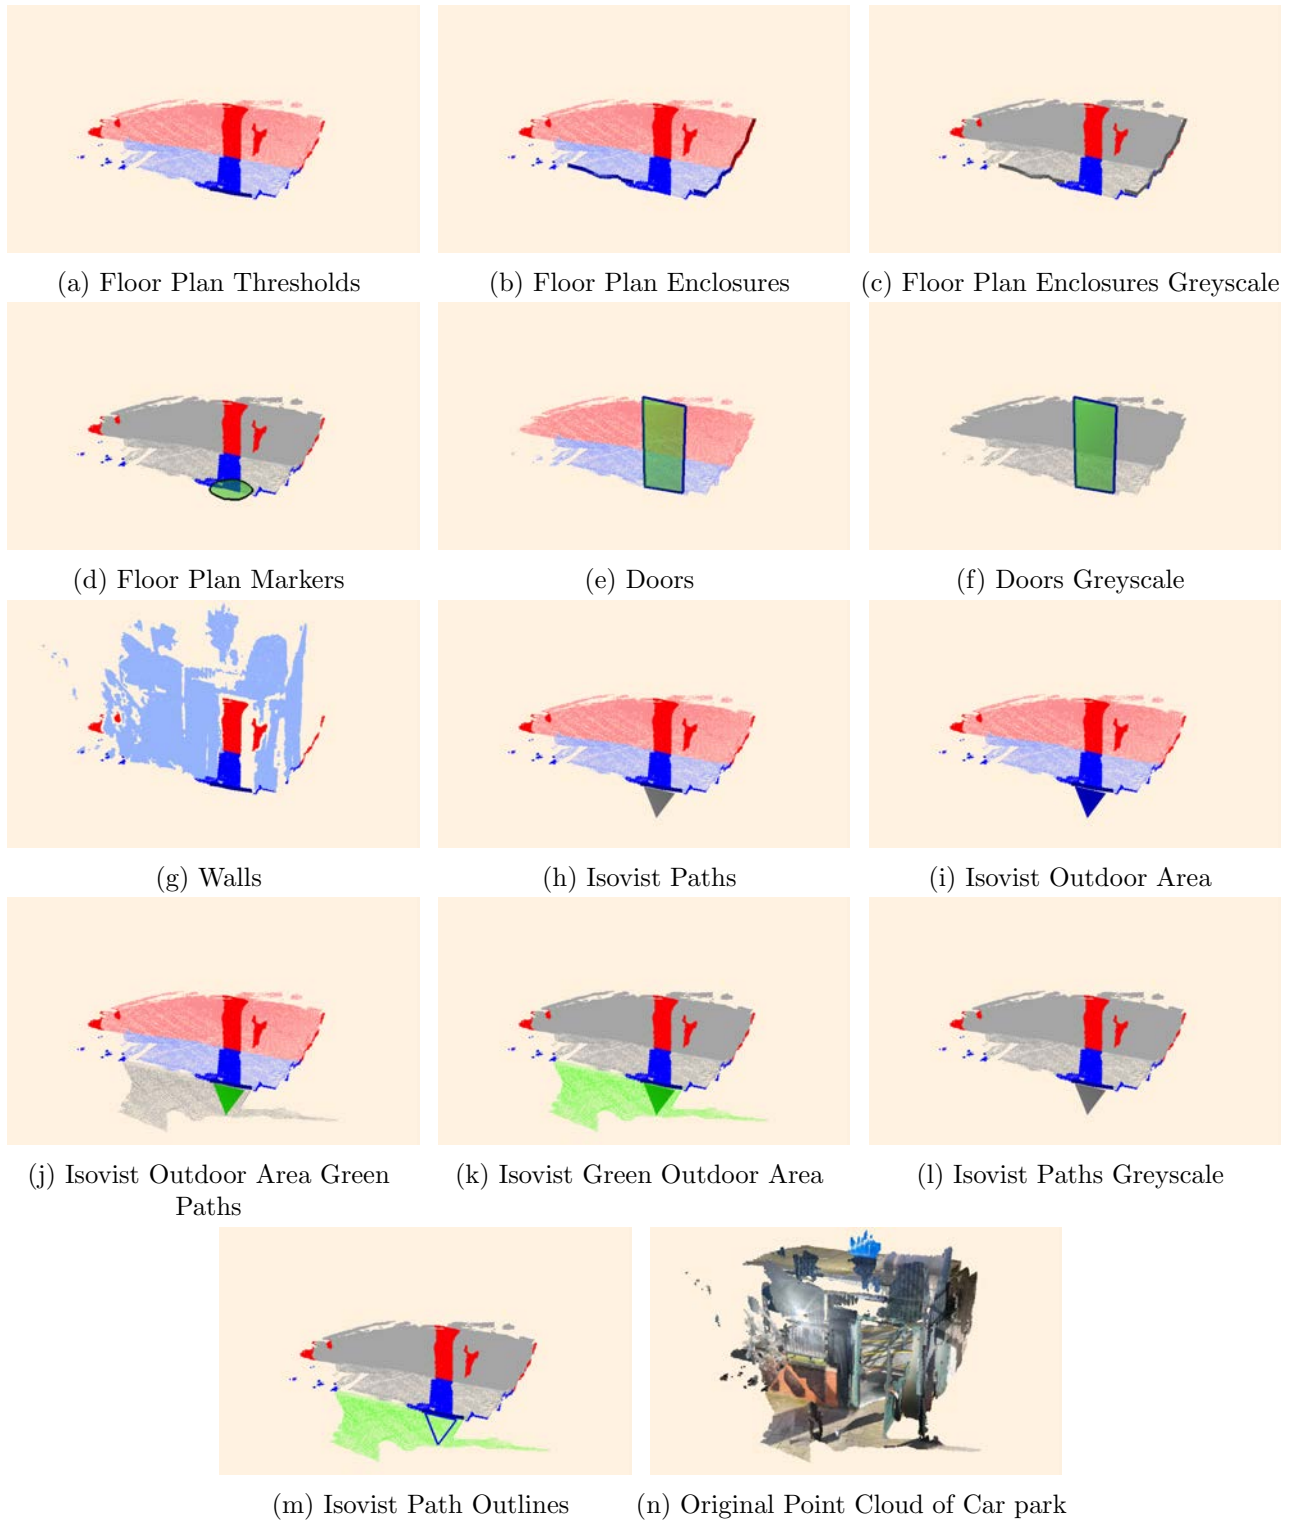 (a) Floor Plan Thresholds
(b) Floor Plan Enclosures
(c) Floor Plan Enclosures Greyscale
(d) Floor Plan Markers
(e) Doors
(f) Doors Greyscale
(g) Walls
(h) Isovist Paths
(i) Isovist Outdoor Area
(j) Isovist Outdoor Area Green
Paths
(k) Isovist Green Outdoor Area
(l) Isovist Paths Greyscale
(m) Isovist Path Outlines
(n) Original Point Cloud of Car park